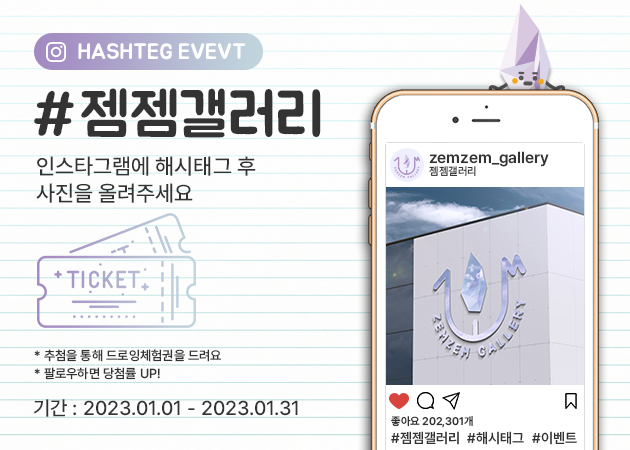 HASHTEG EVEVT
#젬젬갤러리
인스타그램에 해시태그 후
사진을 올려주세요
TICKET
* 추첨을 통해 드로잉체험권을 드려요
* 팔로우하면 당첨률 UP!
기간 : 2023.01.01 - 2023.01.31
zemzem_gallery
젬젬갤러리
ZEMZEM GALLERY
좋아요 202,301개
#젬젬갤러리 #해시태그 #이벤트